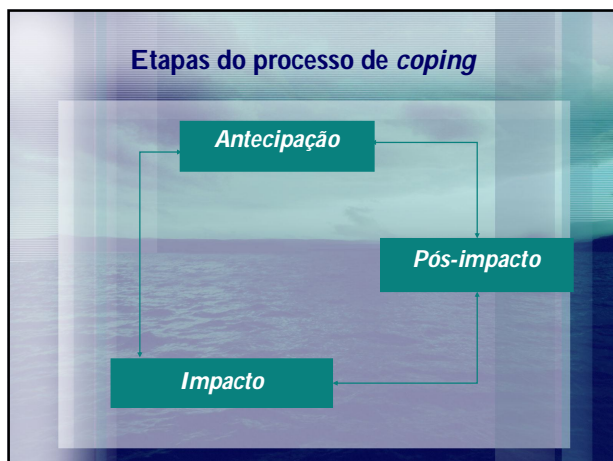 Etapas do processo de coping
Antecipação
Pós-impacto
Impacto